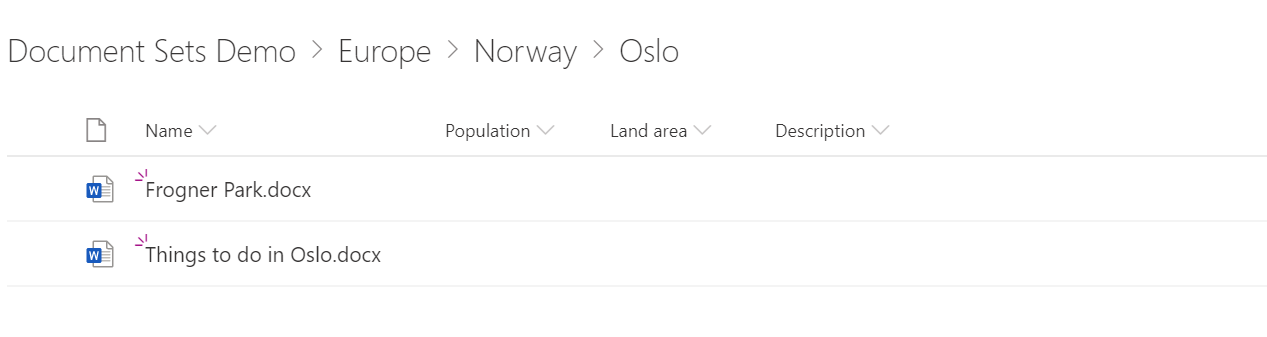 Document Sets Demo > Europe > Norway > Oslo
Name Population Land area Description
Frogner Park.docx
Things to do in Oslo.docx